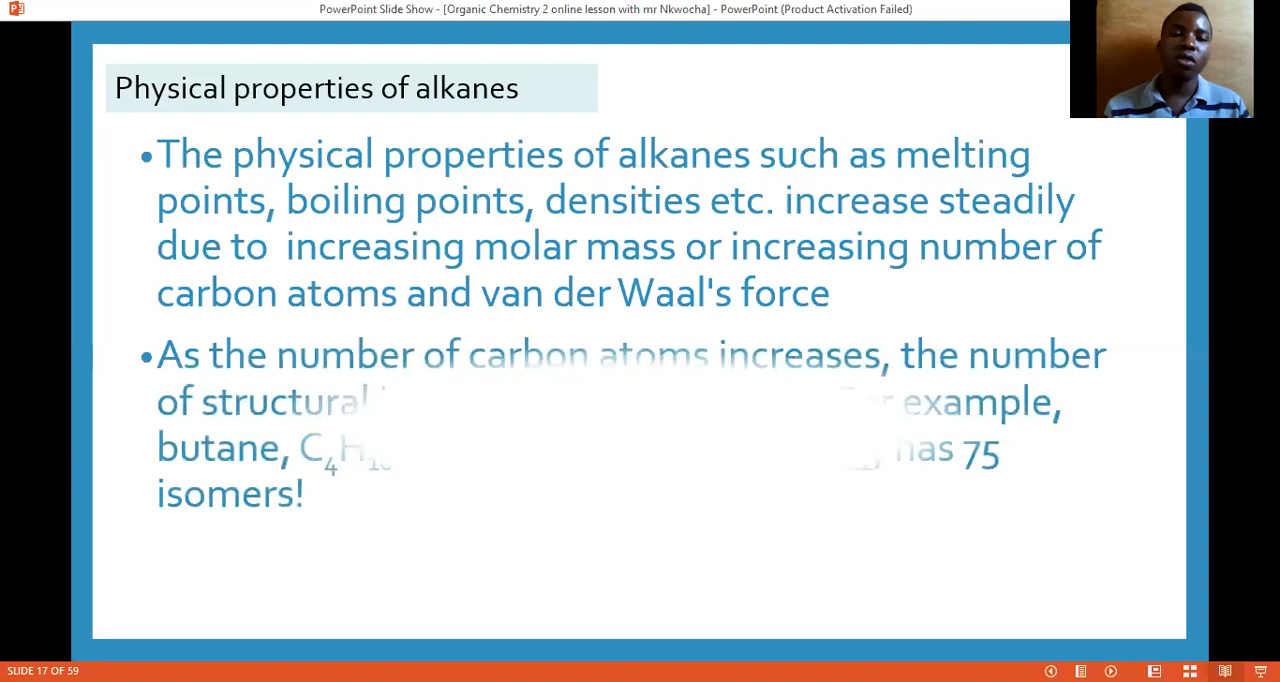 PowerPoint Slide Show - [Organic Chemistry 2 online lesson with mr Nkwocha] - PowerPoint (Product Activation Failed)
Physical properties of alkanes
•The physical properties of alkanes such as melting
points, boiling points, densities etc. increase steadily
due to increasing molar mass or increasing number of
carbon atoms and van der Waal's force
•As the number of carbon atoms increases, the number
of structural example,
butane, C₄H₁₀ has 75
isomers!
SLIDE 17 OF 59